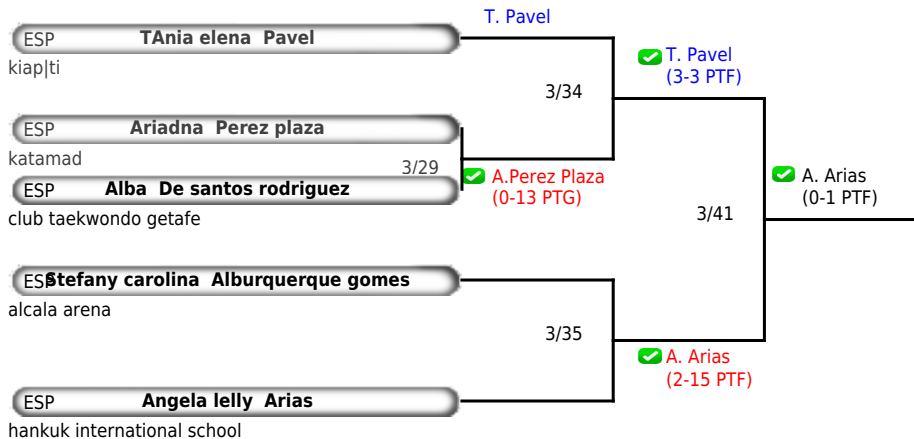 T. Pavel
ESP TAnia elena Pavel
kiap|ti
T. Pavel
(3-3 PTF)
3/34
ESP Ariadna Perez plaza
katamad
3/29
A.Perez Plaza
(0-13 PTG)
ESP Alba De santos rodriguez
club taekwondo getafe
A. Arias
(0-1 PTF)
3/41
ESP Stefany carolina Alburquerque gomes
alcala arena
3/35
A. Arias
(2-15 PTF)
ESP Angela lelly Arias
hankuk international school